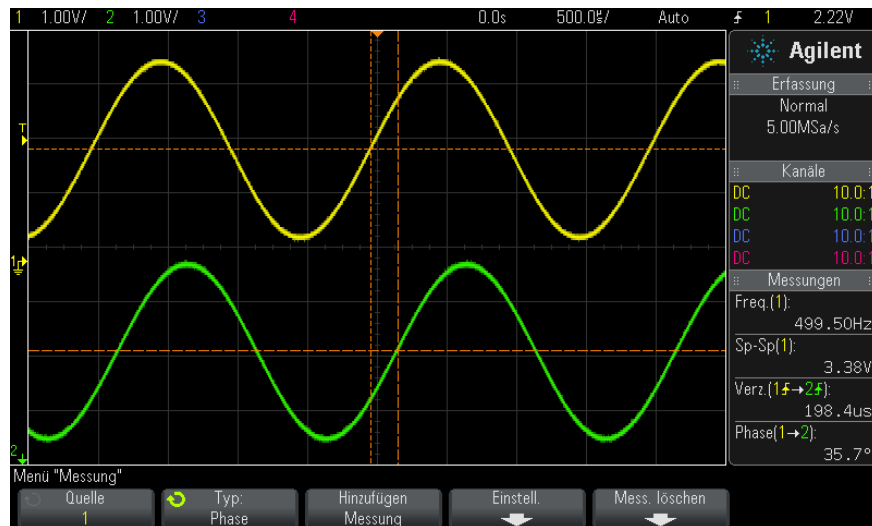 1 1.00V/ 2 1.00V/ 3 4 0.0s 500.0µs/ Auto 1 2.22V
Agilent
Erfassung
Normal
5.00MSa/s
Kanäle
DC 10.0:1
DC 10.0:1
DC 10.0:1
DC 10.0:1
Messungen
Freq.(1):
499.50Hz
Sp-Sp(1):
3.38V
Verz.(1→2):
198.4us
Phase(1→2):
35.7°
T
1
2
Menü "Messung"
Quelle
1
Typ:
Phase
Hinzufügen
Messung
Einstell.
Mess. löschen